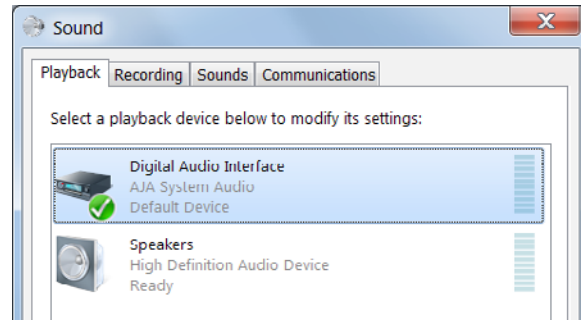 Sound
Playback Recording Sounds Communications
Select a playback device below to modify its settings:
Digital Audio Interface
AJA System Audio
Default Device
Speakers
High Definition Audio Device
Ready